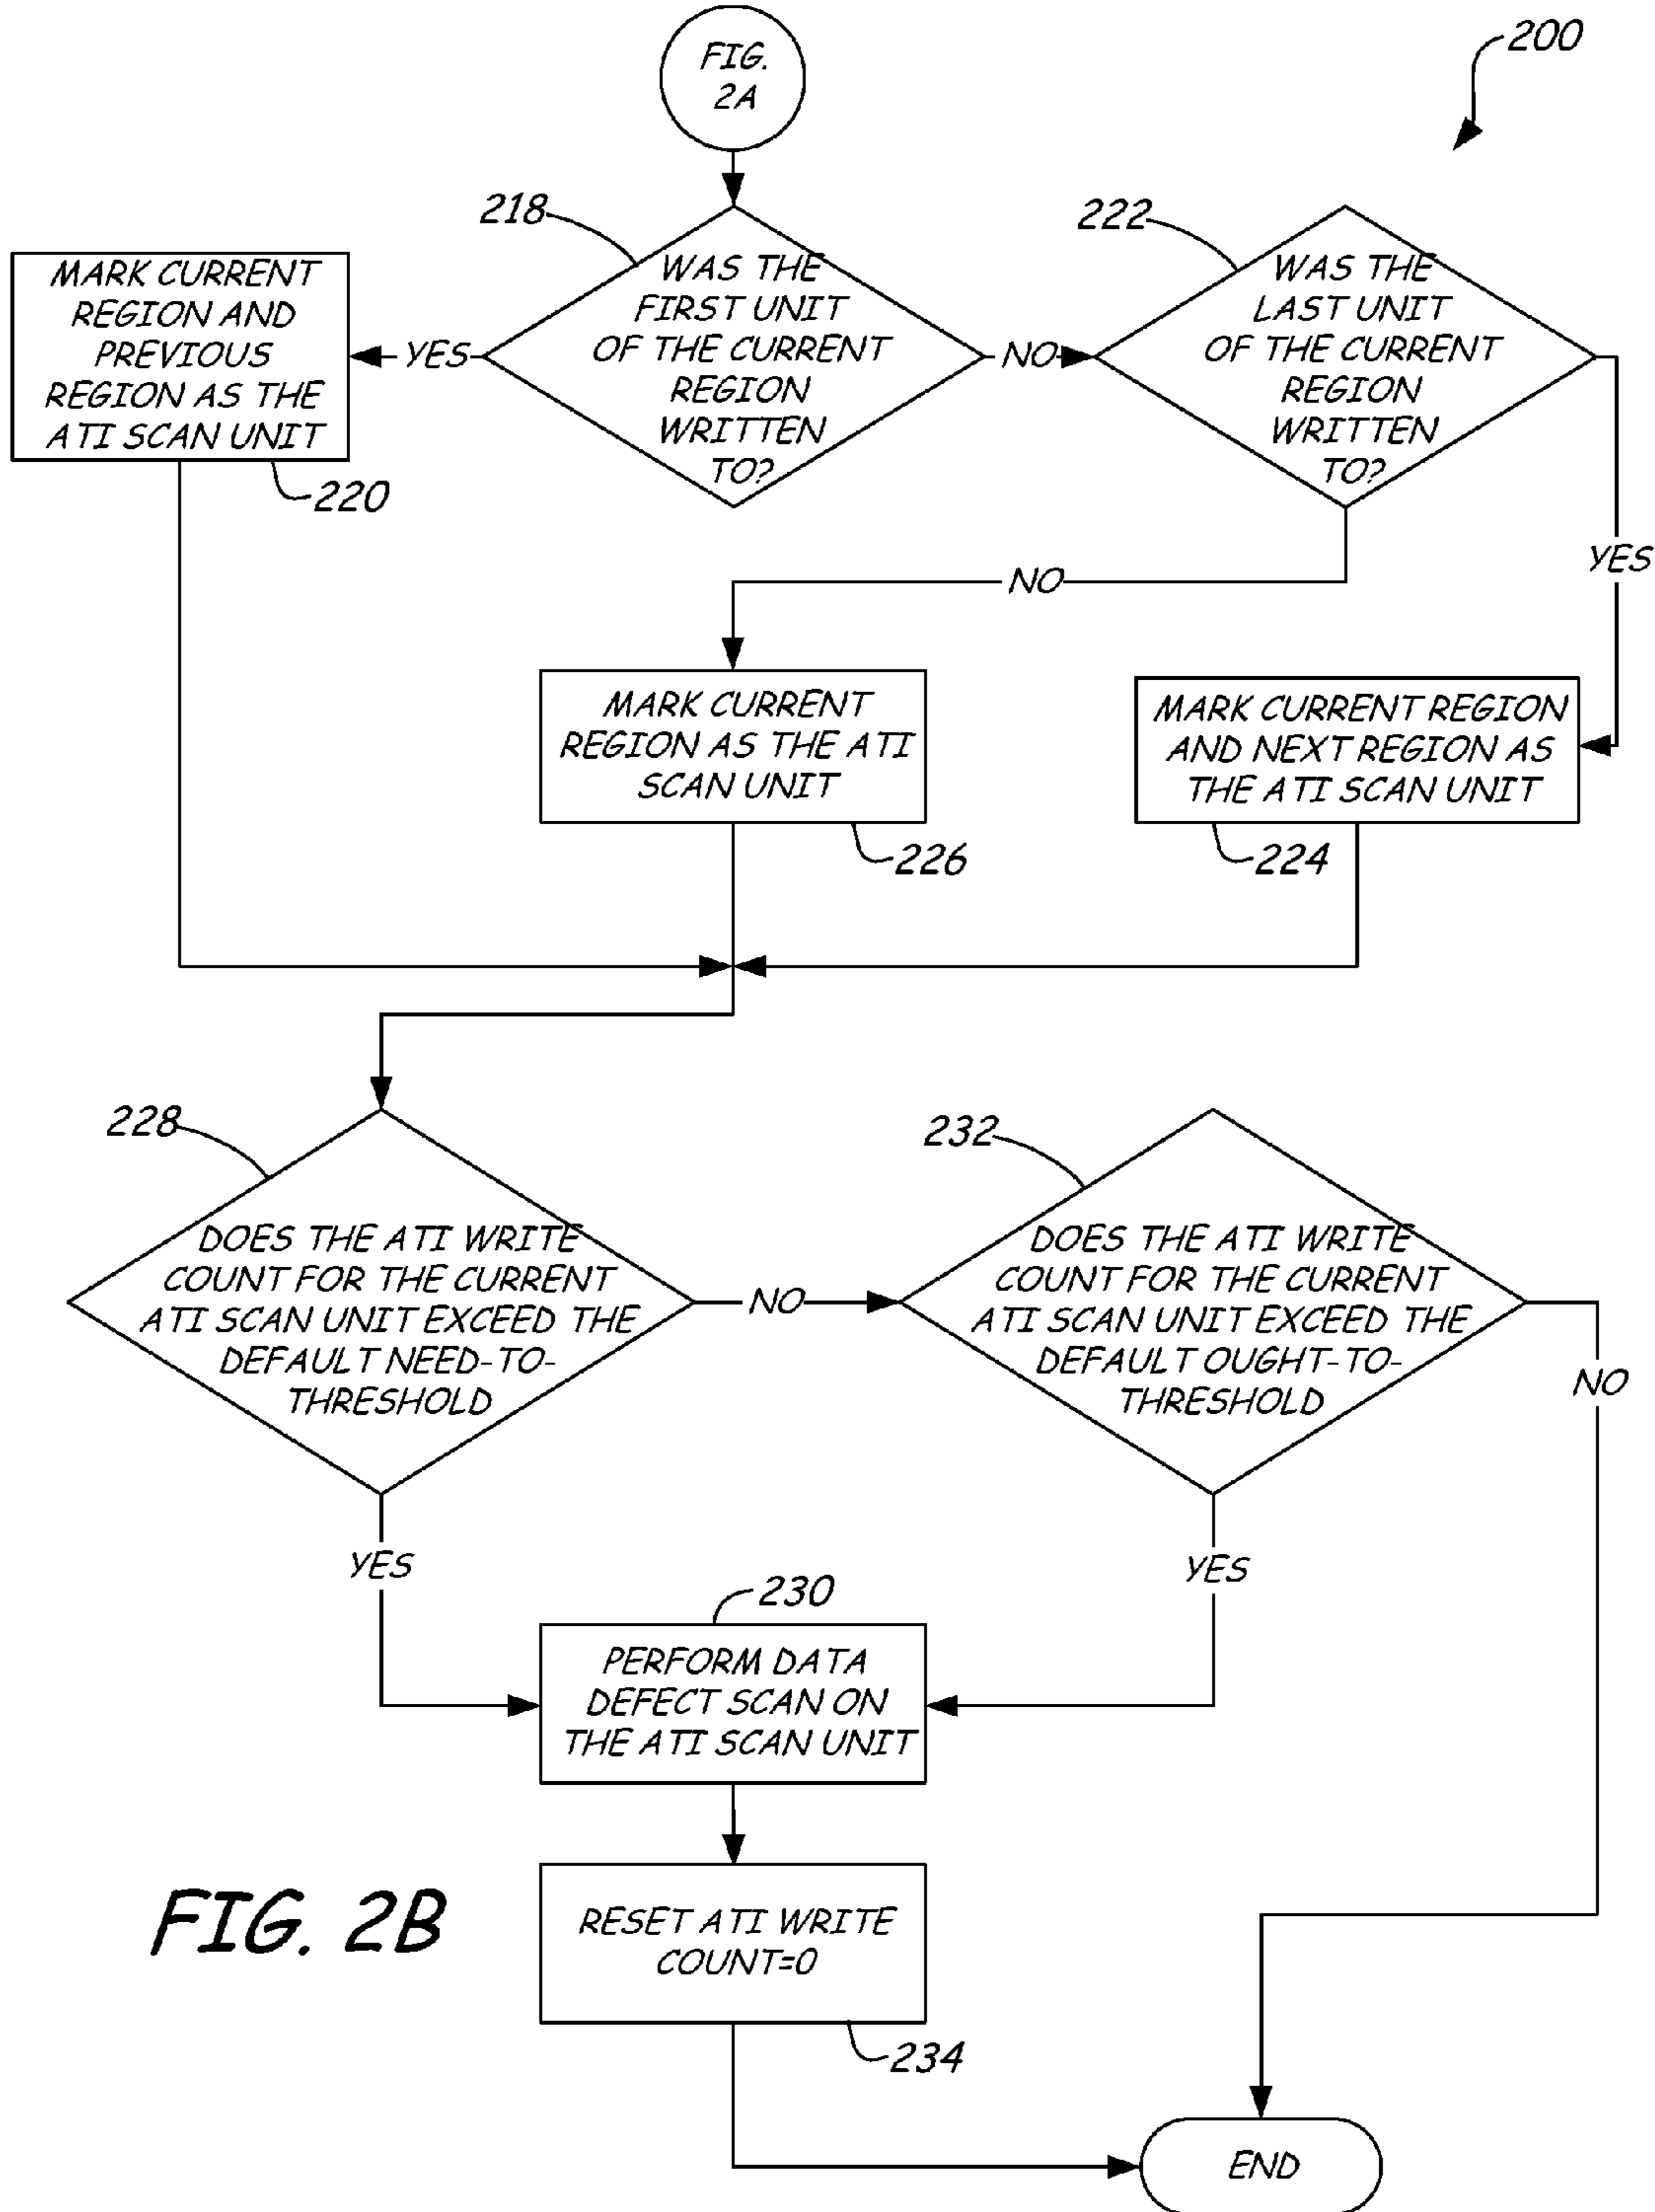 FIG.
2A
200
218
WAS THE
FIRST UNIT
OF THE CURRENT
REGION
WRITTEN
TO?
222
WAS THE
LAST UNIT
OF THE CURRENT
REGION
WRITTEN
TO?
MARK CURRENT
REGION AND
PREVIOUS
REGION AS THE
ATI SCAN UNIT
YES
NO
220
YES
NO
MARK CURRENT
REGION AS THE ATI
SCAN UNIT
226
MARK CURRENT REGION
AND NEXT REGION AS
THE ATI SCAN UNIT
224
228
DOES THE ATI WRITE
COUNT FOR THE CURRENT
ATI SCAN UNIT EXCEED THE
DEFAULT NEED-TO-
THRESHOLD
NO
232
DOES THE ATI WRITE
COUNT FOR THE CURRENT
ATI SCAN UNIT EXCEED THE
DEFAULT OUGHT-TO-
THRESHOLD
NO
YES
YES
230
PERFORM DATA
DEFECT SCAN ON
THE ATI SCAN UNIT
RESET ATI WRITE
COUNT=0
234
FIG. 2B
END